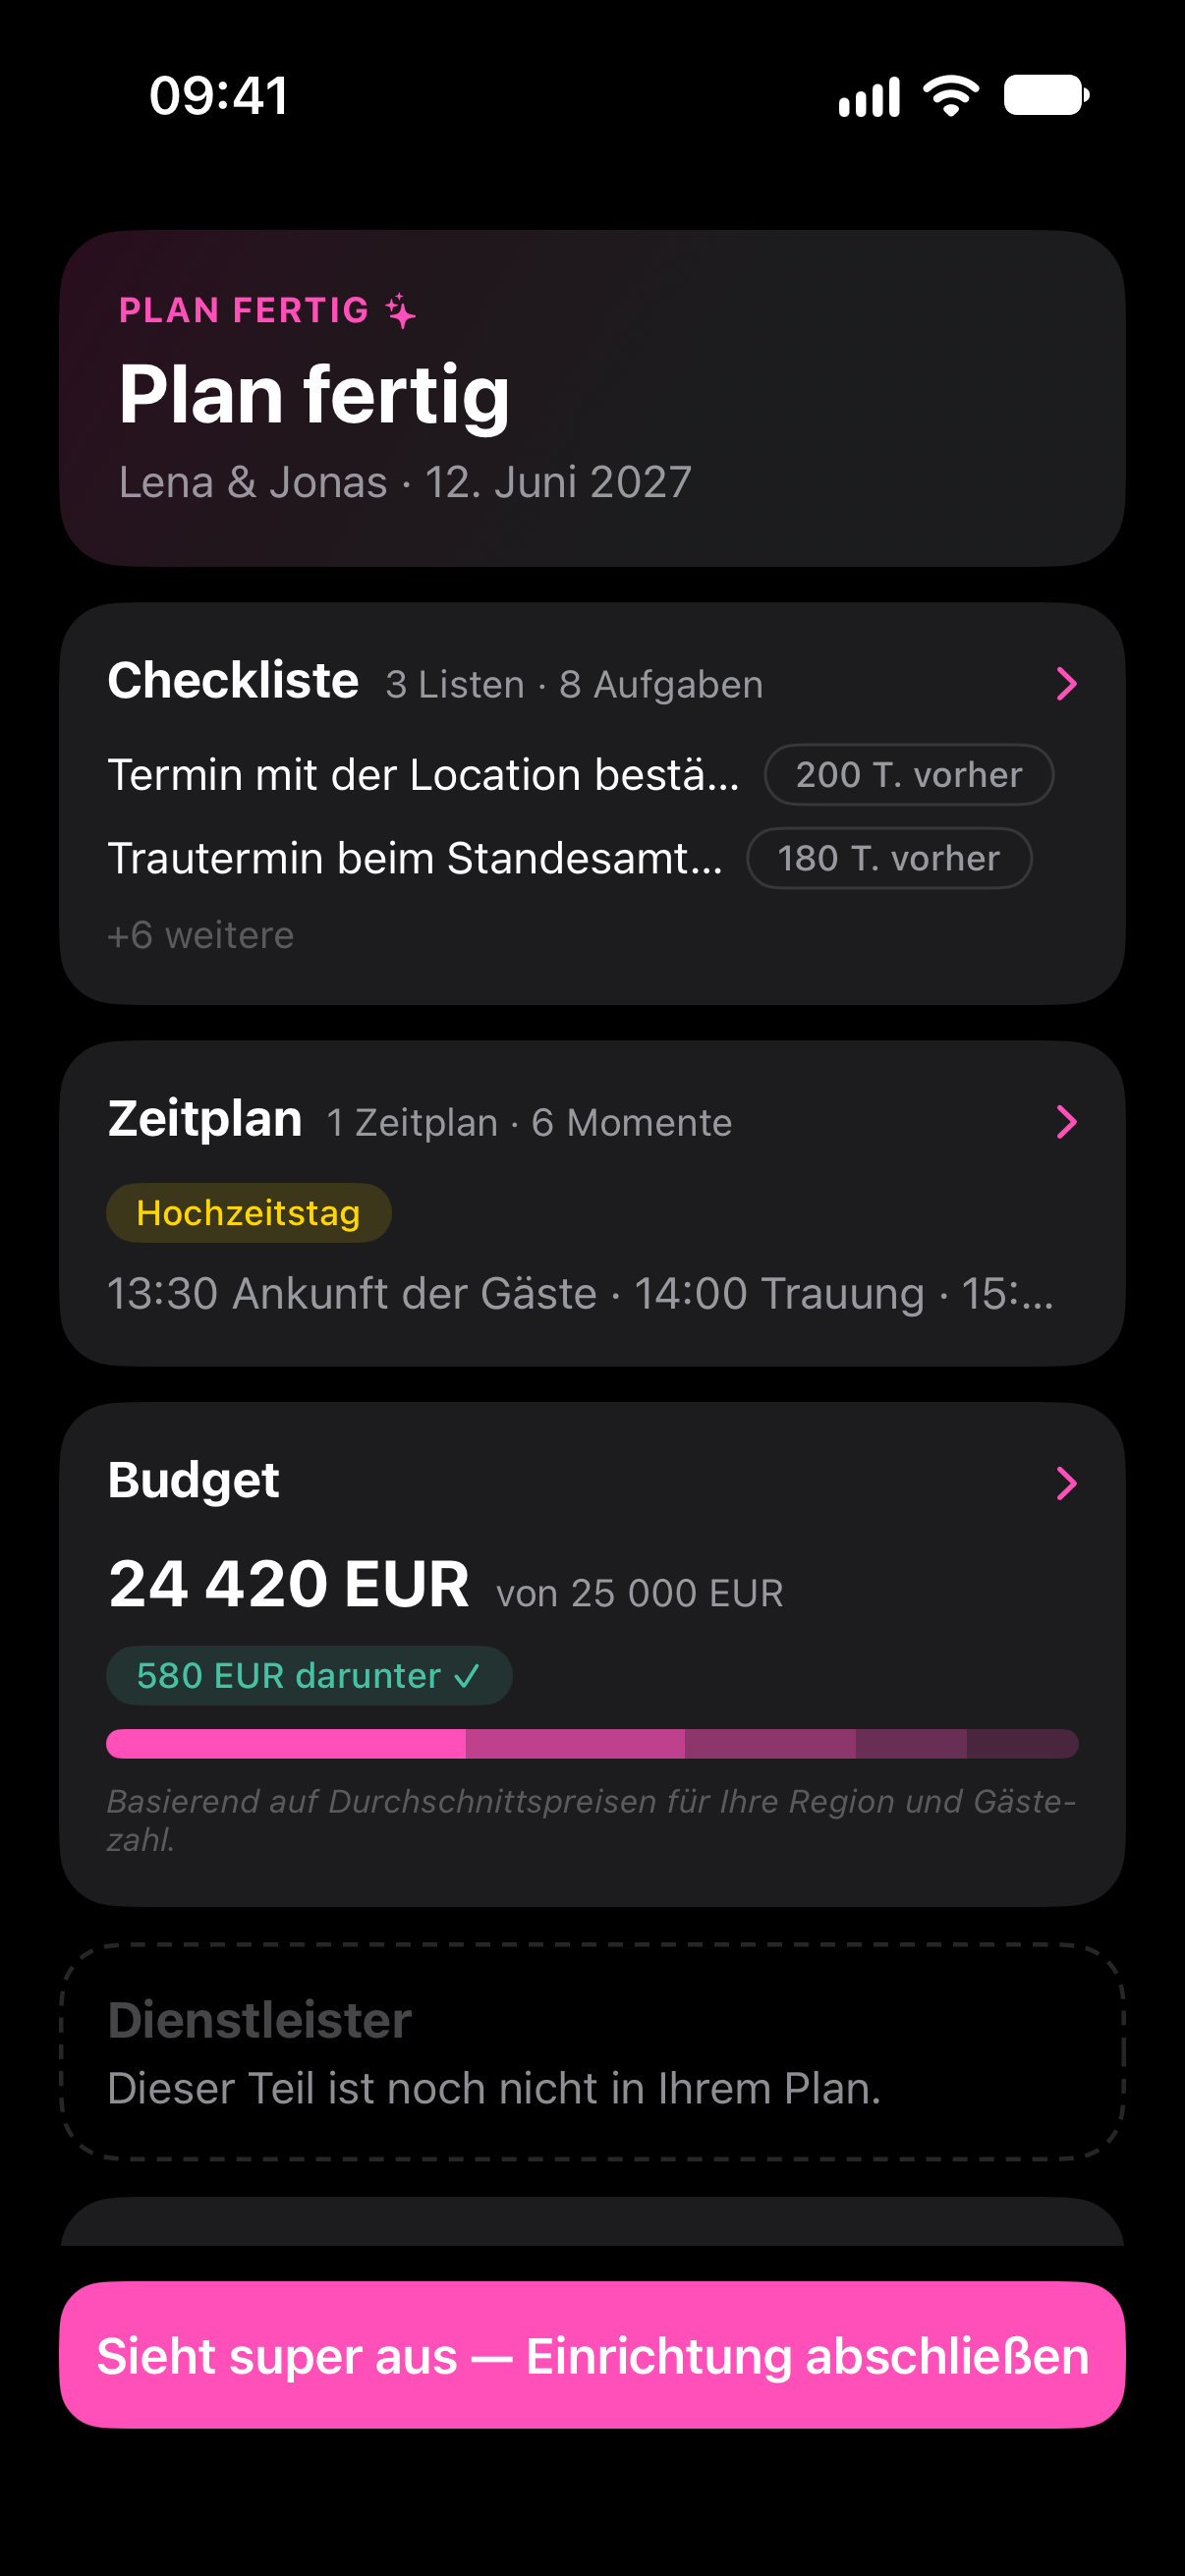 09:41
PLAN FERTIG
Plan fertig
Lena & Jonas · 12. Juni 2027
Checkliste 3 Listen · 8 Aufgaben
Termin mit der Location bestä... 200 T. vorher
Trautermin beim Standesamt... 180 T. vorher
+6 weitere
Zeitplan 1 Zeitplan · 6 Momente
Hochzeitstag
13:30 Ankunft der Gäste · 14:00 Trauung · 15:...
Budget
24 420 EUR von 25 000 EUR
580 EUR darunter ✓
Basierend auf Durchschnittspreisen für Ihre Region und Gäste-
zahl.
Dienstleister
Dieser Teil ist noch nicht in Ihrem Plan.
Sieht super aus — Einrichtung abschließen